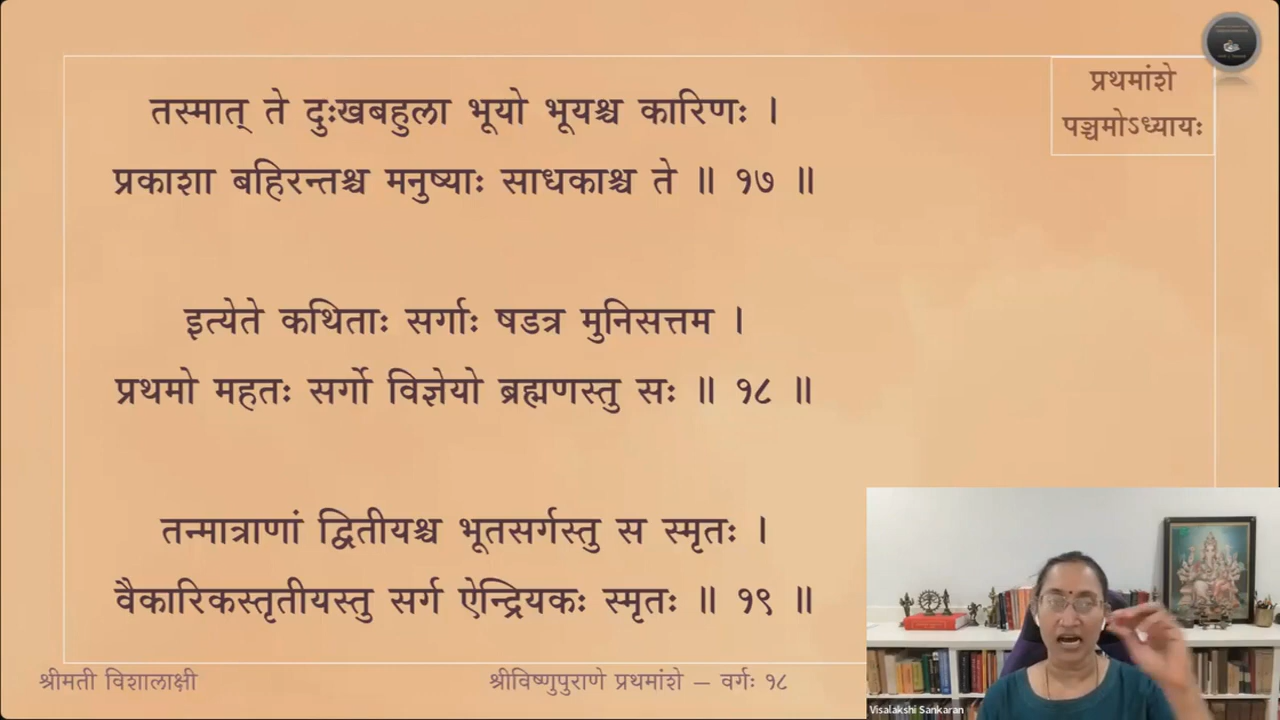 प्रथमांशे
पञ्चमोऽध्यायः
तस्मात् ते दुःखबहुला भूयो भूयश्च कारिणः ।
प्रकाशा बहिरन्तश्च मनुष्याः साधकाश्च ते ॥ १७ ॥
इत्येते कथिताः सर्गाः षडत्र मुनिसत्तम ।
प्रथमो महतः सर्गो विज्ञेयो ब्रह्मणस्तु सः ॥ १८ ॥
तन्मात्राणां द्वितीयश्च भूतसर्गस्तु स स्मृतः ।
वैकारिकस्तृतीयस्तु सर्ग ऐन्द्रियकः स्मृतः ॥ १९ ॥
श्रीमती विशालाक्षी
श्रीविष्णुपुराणे प्रथमांशे – वर्गः १८
Visalakshi Sankaran